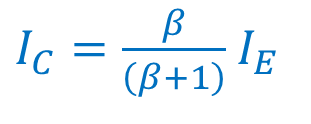 I_C = β/(β+1) I_E